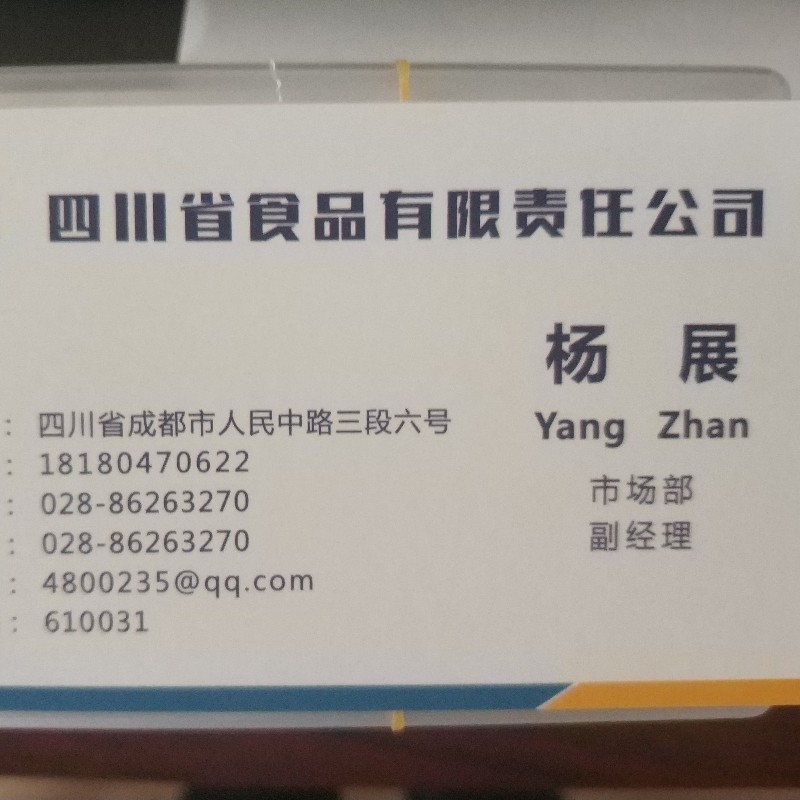 四川省食品有限责任公司
杨 展
Yang Zhan
市场部
副经理
: 四川省成都市人民中路三段六号
: 18180470622
: 028-86263270
: 028-86263270
: 4800235@qq.com
: 610031